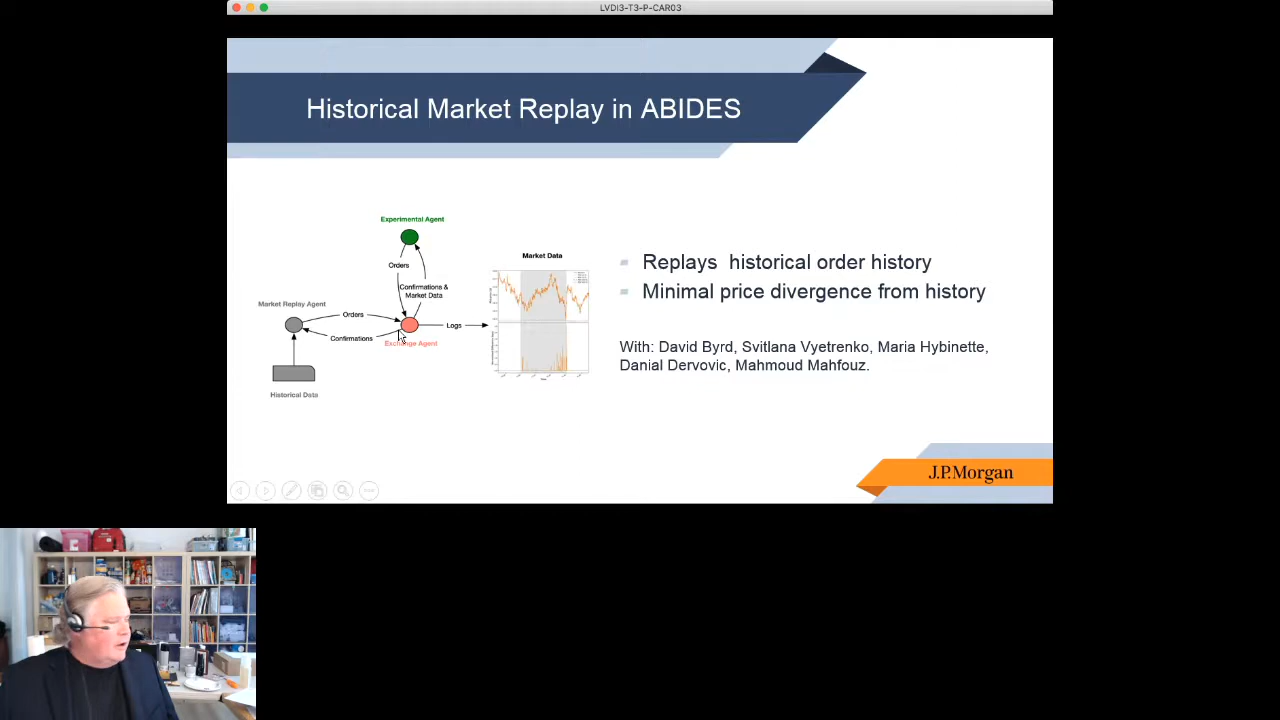 LVDI3-T3-P-CAR03
Historical Market Replay in ABIDES
Experimental Agent
Orders
Confirmations &
Market Data
Market Replay Agent
Orders
Confirmations
Exchange Agent
Logs
Historical Data
Market Data
Replays historical order history
Minimal price divergence from history
With: David Byrd, Svitlana Vyetrenko, Maria Hybinette,
Danial Dervovic, Mahmoud Mahfouz.
J.P.Morgan